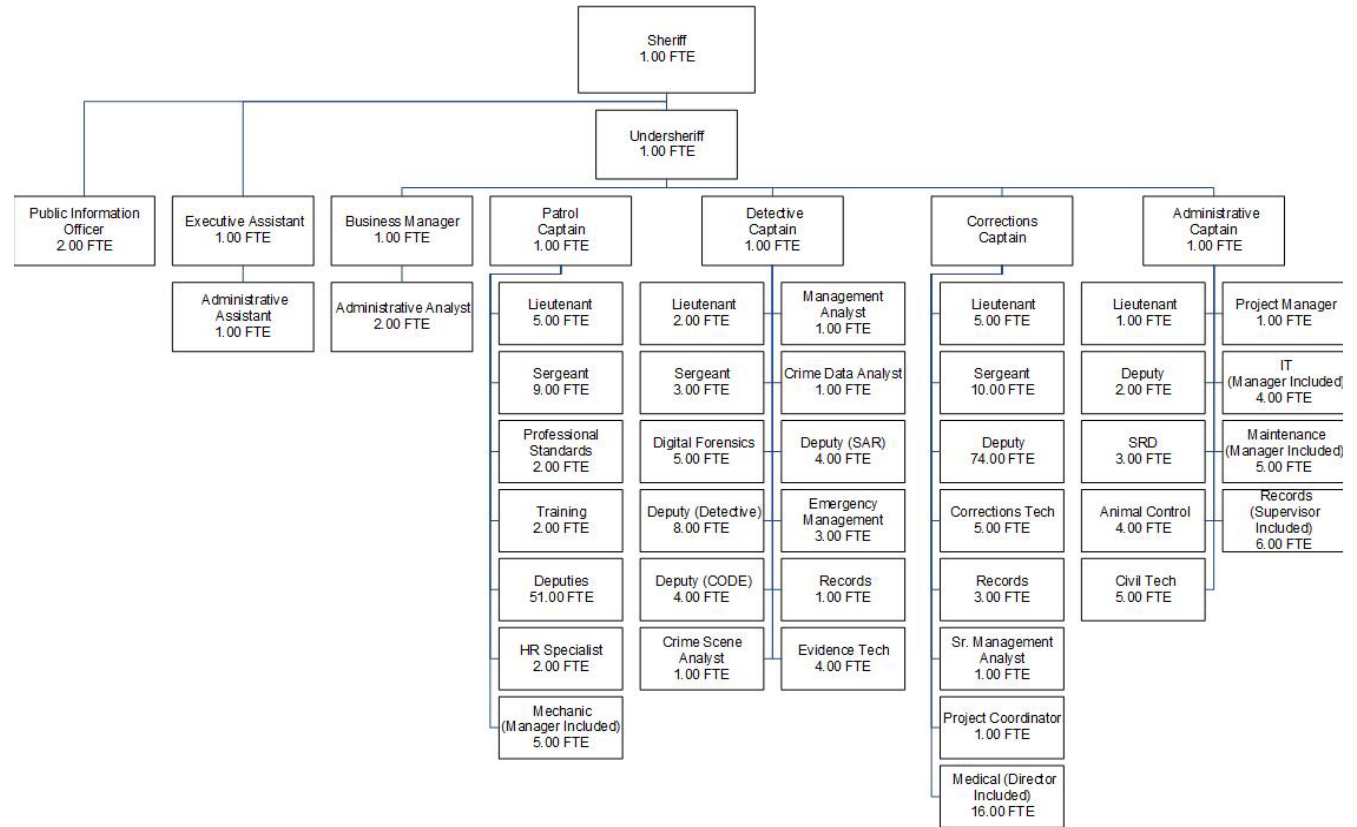 Sheriff
1.00 FTE
Undersheriff
1.00 FTE
Public Information
Officer
2.00 FTE
Executive Assistant
1.00 FTE
Business Manager
1.00 FTE
Patrol
Captain
1.00 FTE
Detective
Captain
1.00 FTE
Corrections
Captain
Administrative
Captain
1.00 FTE
Administrative
Assistant
1.00 FTE
Administrative Analyst
2.00 FTE
Lieutenant
5.00 FTE
Sergeant
9.00 FTE
Professional
Standards
2.00 FTE
Training
2.00 FTE
Deputies
51.00 FTE
HR Specialist
2.00 FTE
Mechanic
(Manager Included)
5.00 FTE
Lieutenant
2.00 FTE
Sergeant
3.00 FTE
Digital Forensics
5.00 FTE
Deputy (Detective)
8.00 FTE
Deputy (CODE)
4.00 FTE
Crime Scene
Analyst
1.00 FTE
Management
Analyst
1.00 FTE
Crime Data Analyst
1.00 FTE
Deputy (SAR)
4.00 FTE
Emergency
Management
3.00 FTE
Records
1.00 FTE
Evidence Tech
4.00 FTE
Lieutenant
5.00 FTE
Sergeant
10.00 FTE
Deputy
74.00 FTE
Corrections Tech
5.00 FTE
Records
3.00 FTE
Sr. Management
Analyst
1.00 FTE
Project Coordinator
1.00 FTE
Medical (Director
Included)
16.00 FTE
Lieutenant
1.00 FTE
Deputy
2.00 FTE
SRD
3.00 FTE
Animal Control
4.00 FTE
Civil Tech
5.00 FTE
Project Manager
1.00 FTE
IT
(Manager Included)
4.00 FTE
Maintenance
(Manager Included)
5.00 FTE
Records
(Supervisor
Included)
6.00 FTE